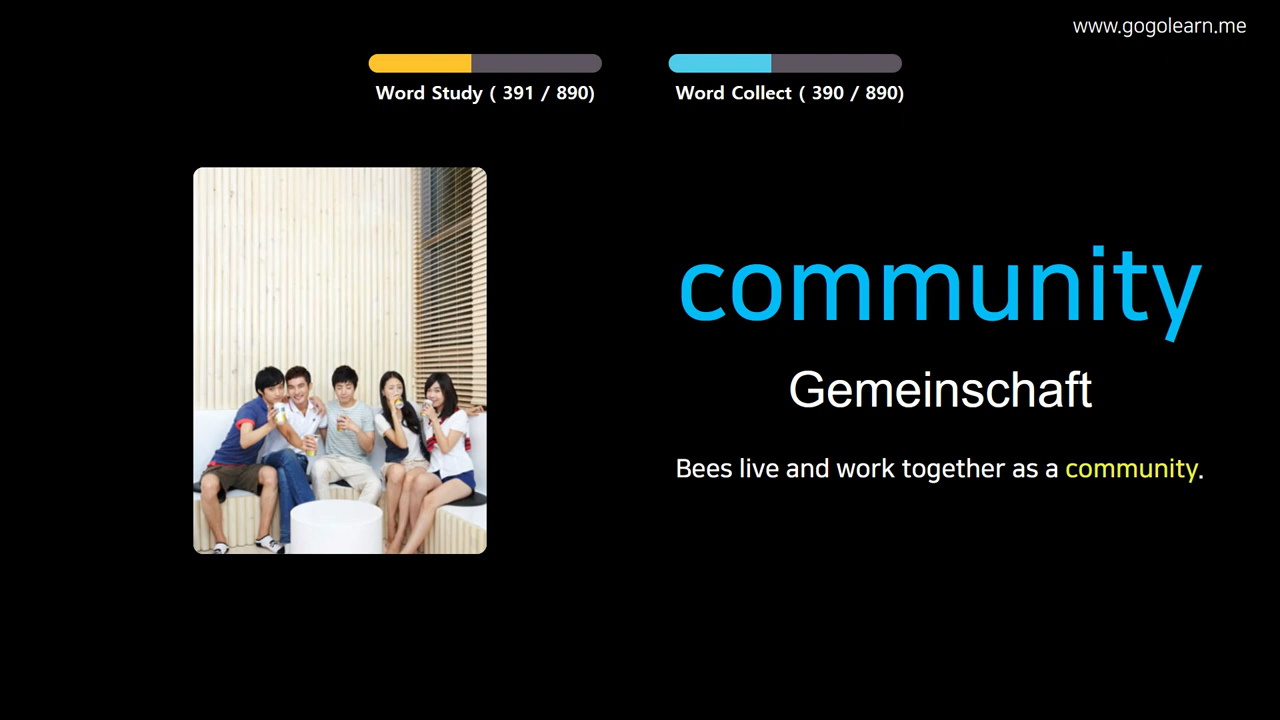 www.gogolearn.me
Word Study ( 391 / 890)
Word Collect ( 390 / 890)
community
Gemeinschaft
Bees live and work together as a community.